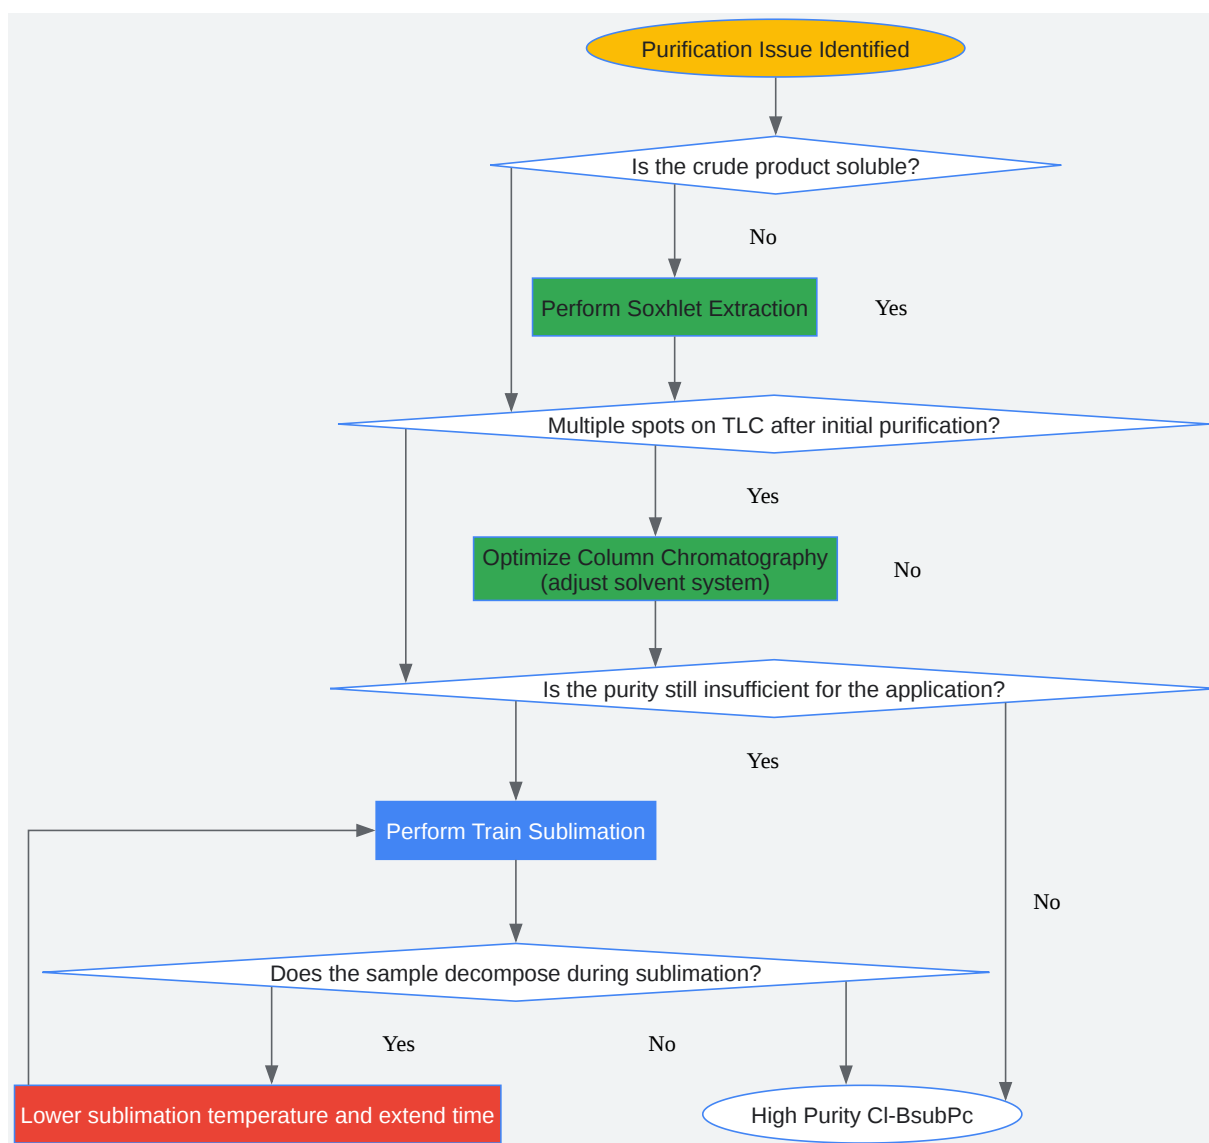 Purification Issue Identified
Is the crude product soluble?
No
Perform Soxhlet Extraction
Yes
Multiple spots on TLC after initial purification?
Yes
Optimize Column Chromatography
(adjust solvent system)
No
Is the purity still insufficient for the application?
Yes
Perform Train Sublimation
No
Does the sample decompose during sublimation?
Yes
No
Lower sublimation temperature and extend time
High Purity Cl-BsubPc